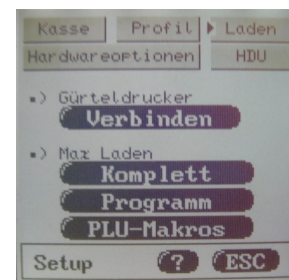 Kasse Profil Laden
Hardwareoptionen HDU
▪) Gürteldrucker
Verbinden
▪) Max Laden
Komplett
Programm
PLU-Makros
Setup ? ESC